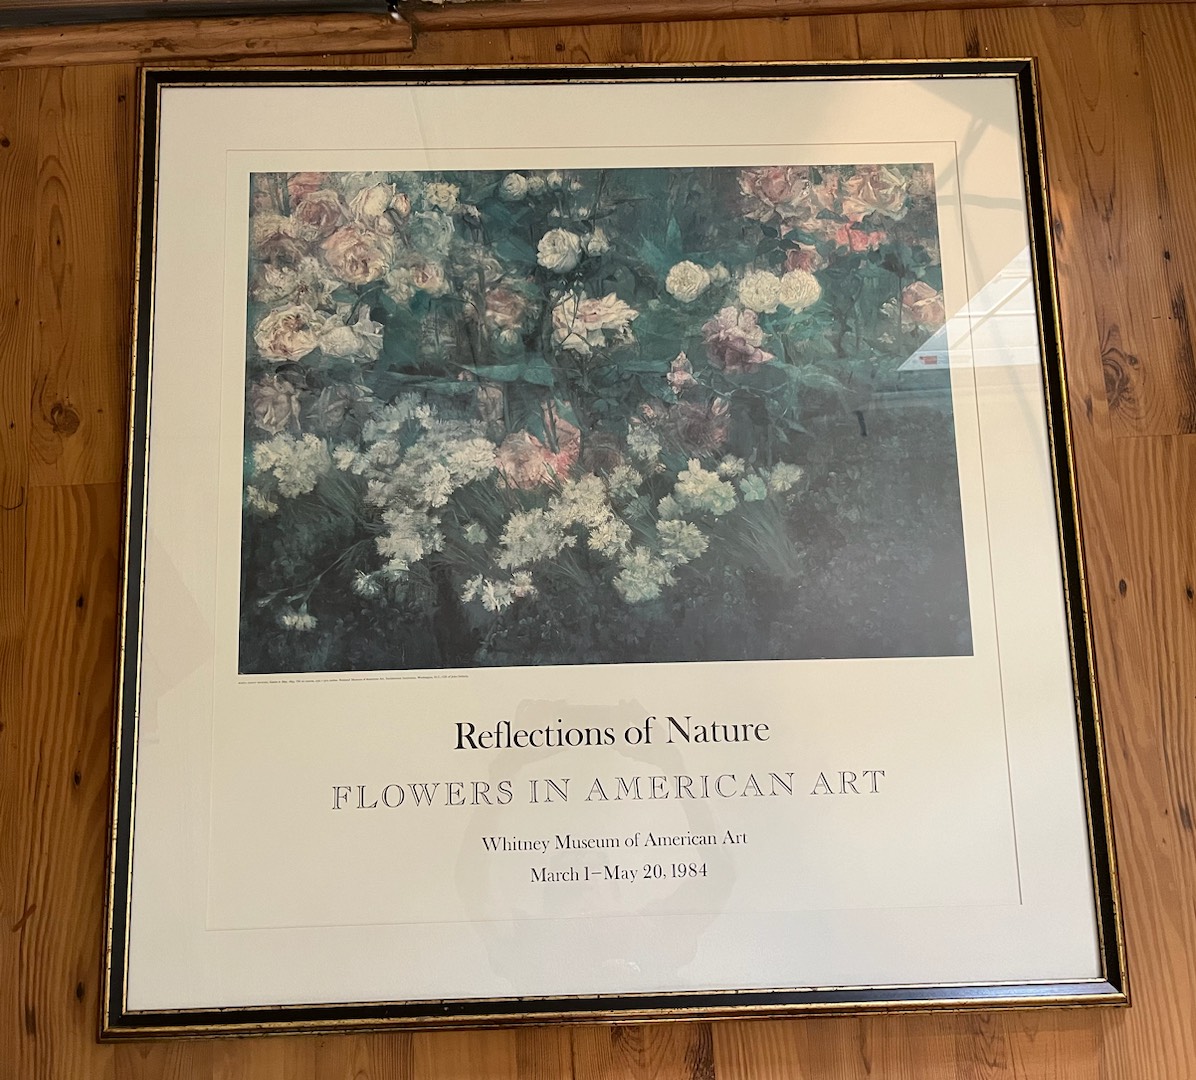 Reflections of Nature
FLOWERS IN AMERICAN ART
Whitney Museum of American Art
March 1–May 20, 1984